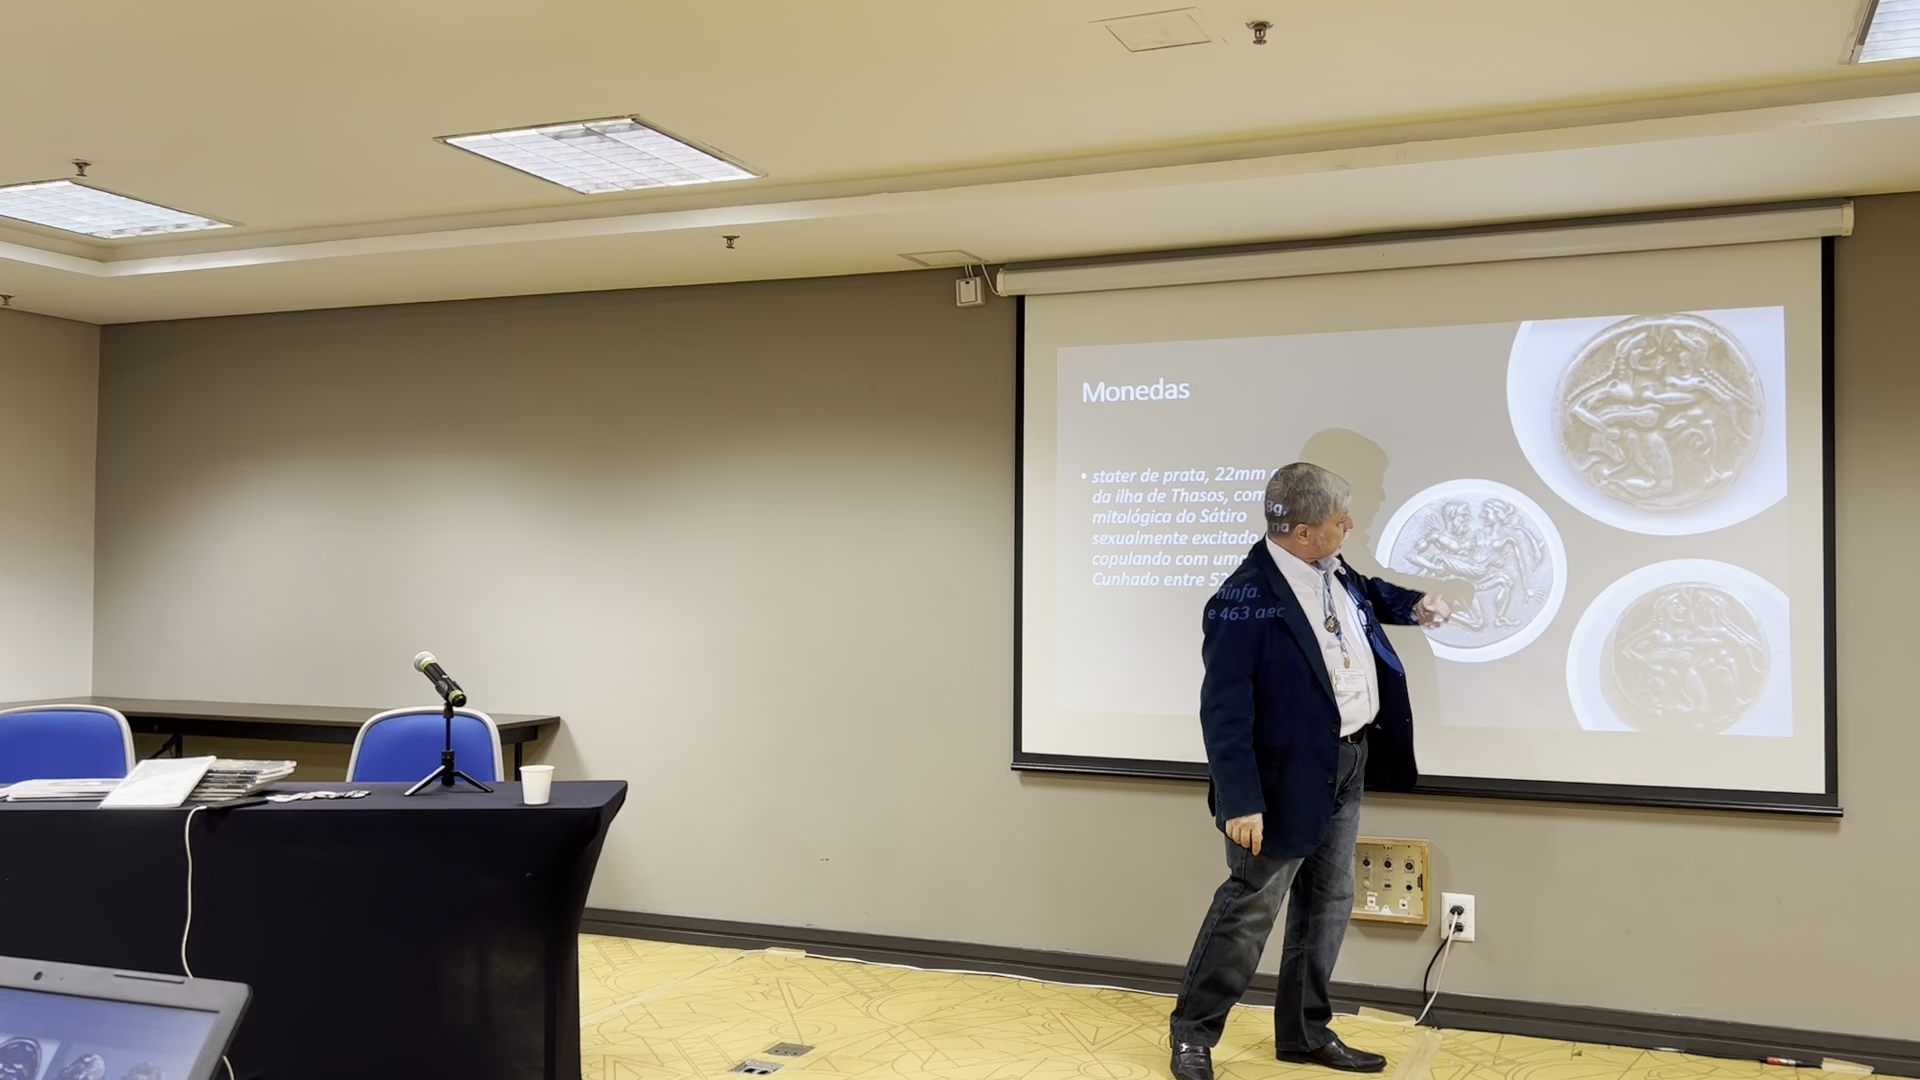 Monedas
• stater de prata, 22mm
da ilha de Thasos, com
mitológica do Sátiro
sexualmente excitado
copulando com ninfa.
Cunhado entre e 463 aec